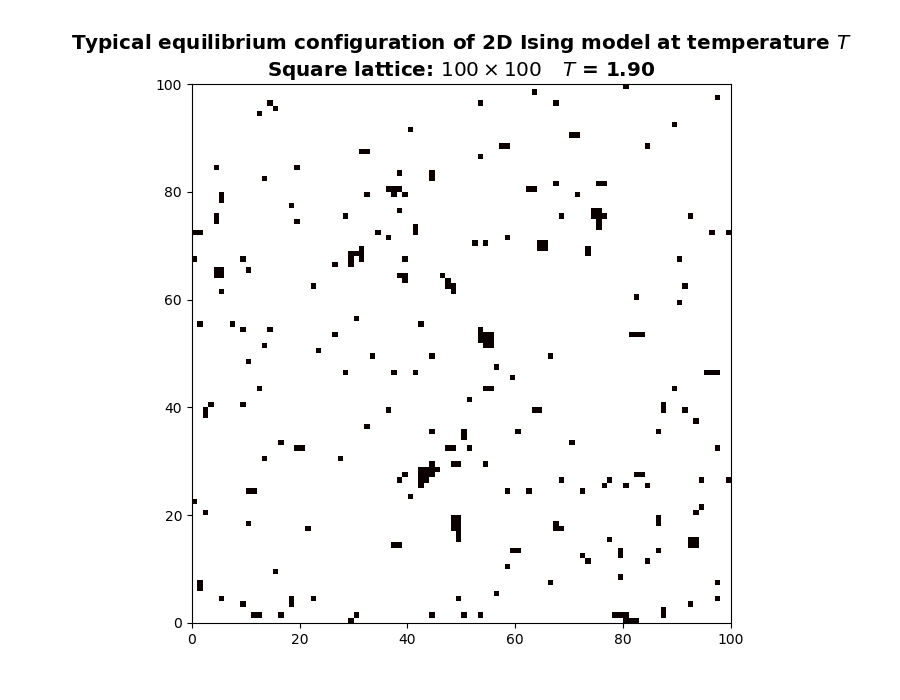 Typical equilibrium configuration of 2D Ising model at temperature T
Square lattice: 100 × 100 T = 1.90
100
80
60
40
20
0
0 20 40 60 80 100